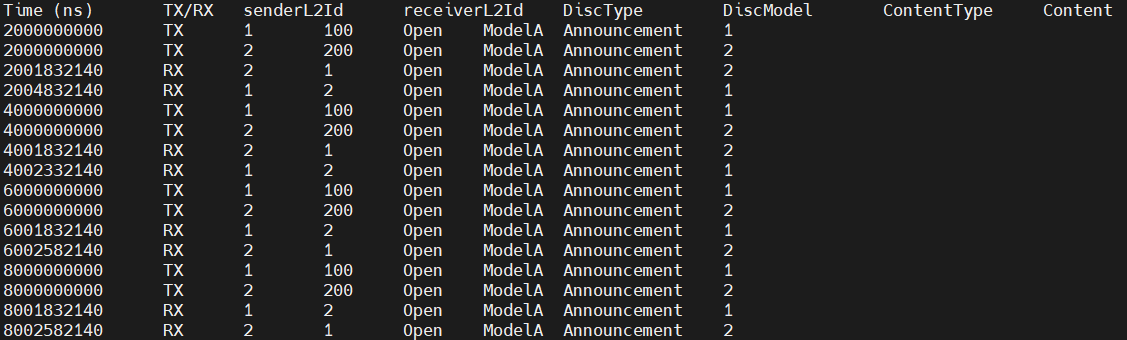 Time (ns)	TX/RX	senderL2Id	receiverL2Id	DiscType	DiscModel	ContentType	Content
2000000000	TX	1	100	Open	ModelA	Announcement	1
2000000000	TX	2	200	Open	ModelA	Announcement	2
2001832140	RX	2	1	Open	ModelA	Announcement	2
2004832140	RX	1	2	Open	ModelA	Announcement	1
4000000000	TX	1	100	Open	ModelA	Announcement	1
4000000000	TX	2	200	Open	ModelA	Announcement	2
4001832140	RX	2	1	Open	ModelA	Announcement	2
4002332140	RX	1	2	Open	ModelA	Announcement	1
6000000000	TX	1	100	Open	ModelA	Announcement	1
6000000000	TX	2	200	Open	ModelA	Announcement	2
6001832140	RX	1	2	Open	ModelA	Announcement	1
6002582140	RX	2	1	Open	ModelA	Announcement	2
8000000000	TX	1	100	Open	ModelA	Announcement	1
8000000000	TX	2	200	Open	ModelA	Announcement	2
8001832140	RX	1	2	Open	ModelA	Announcement	1
8002582140	RX	2	1	Open	ModelA	Announcement	2